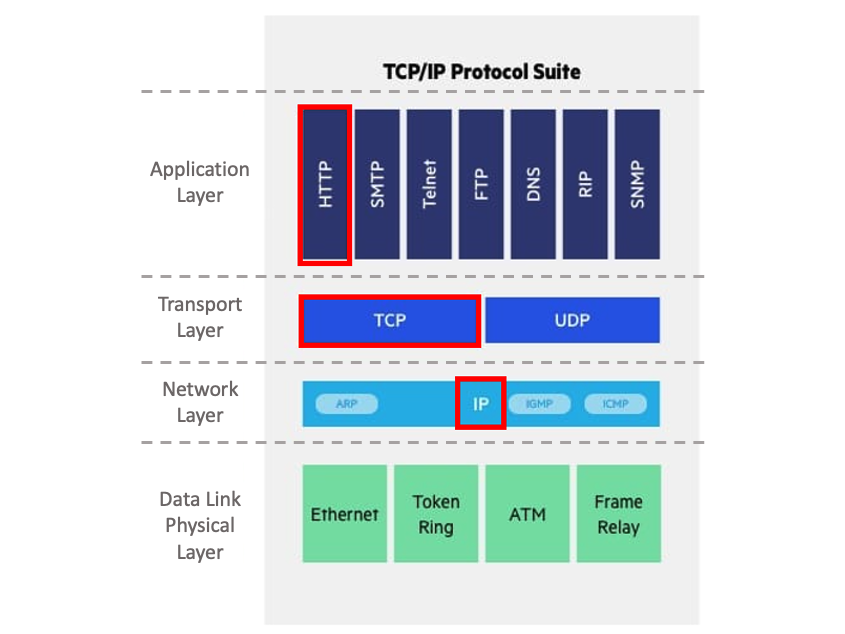 TCP/IP Protocol Suite
Application
Layer
HTTP
SMTP
Telnet
FTP
DNS
RIP
SNMP
Transport
Layer
TCP
UDP
Network
Layer
ARP
IP
IGMP
ICMP
Data Link
Physical
Layer
Ethernet
Token
Ring
ATM
Frame
Relay